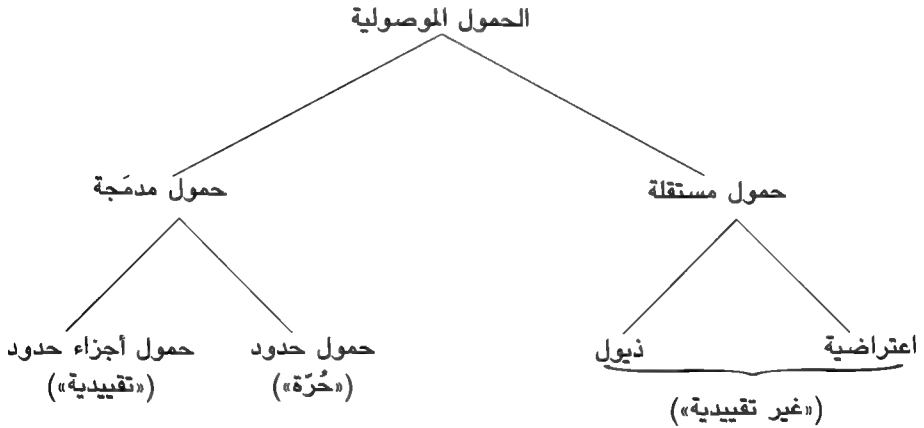 الحمول الموصولية
حمول مستقلة
حمول مدمَجة
اعتراضية
ذيول
(«غير تقييدية»)
حمول حدود
(«حُرّة»)
حمول أجزاء حدود
(«تقييدية»)